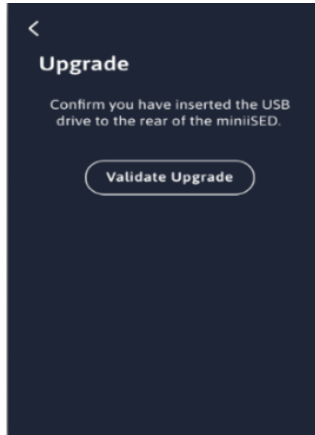 Upgrade
Confirm you have inserted the USB
drive to the rear of the miniiSED.
Validate Upgrade